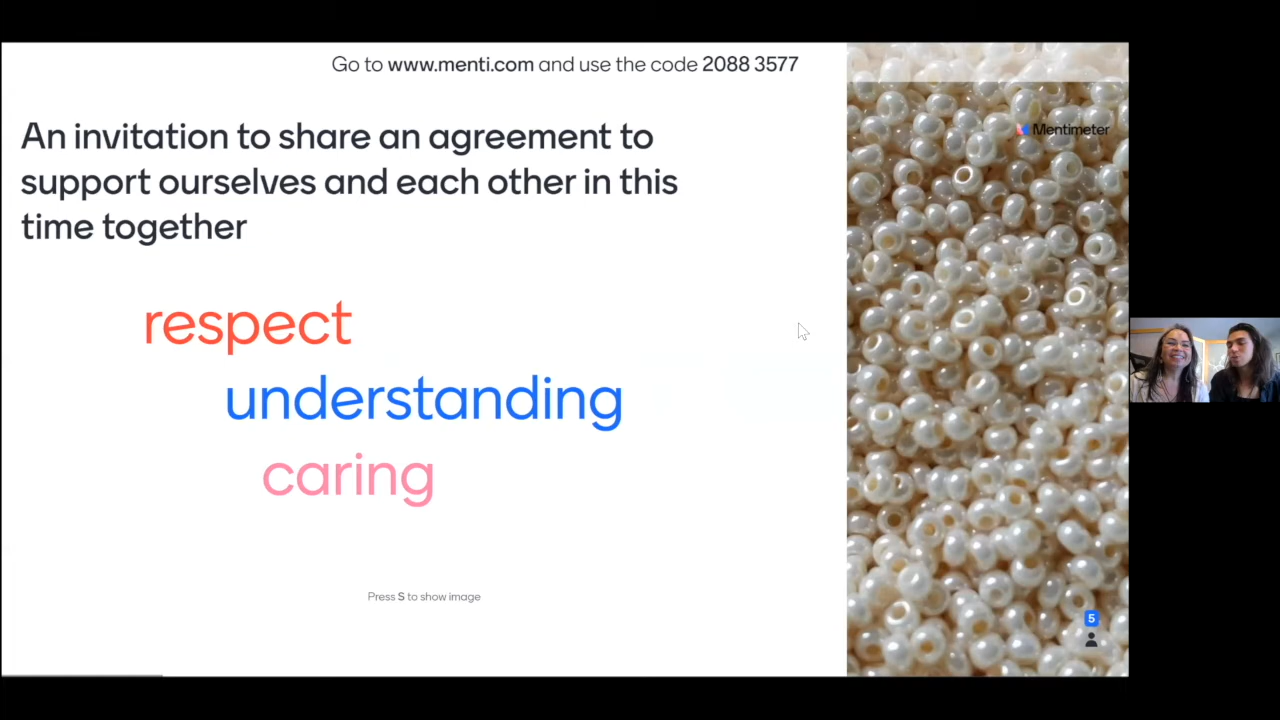 Go to www.menti.com and use the code 2088 3577
An invitation to share an agreement to
support ourselves and each other in this
time together
Mentimeter
respect
understanding
caring
Press S to show image
5